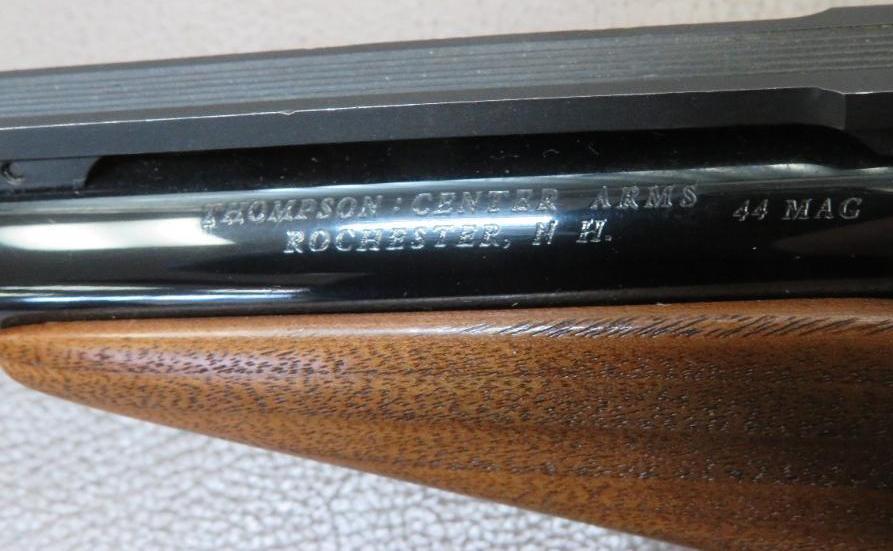 THOMPSON · CENTER ARMS 44 MAG
ROCHESTER, N H.